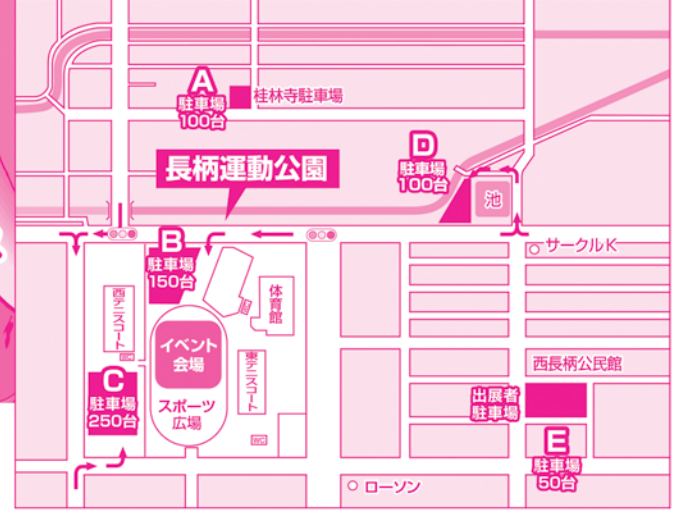 A
駐車場
100台
桂林寺駐車場
D
駐車場
100台
長柄運動公園
池
B
駐車場
150台
サークルK
西テニスコート
体育館
イベント
会場
西長柄公民館
東テニスコート
WC
C
駐車場
250台
スポーツ
広場
出展者
駐車場
WC
E
駐車場
50台
ローソン